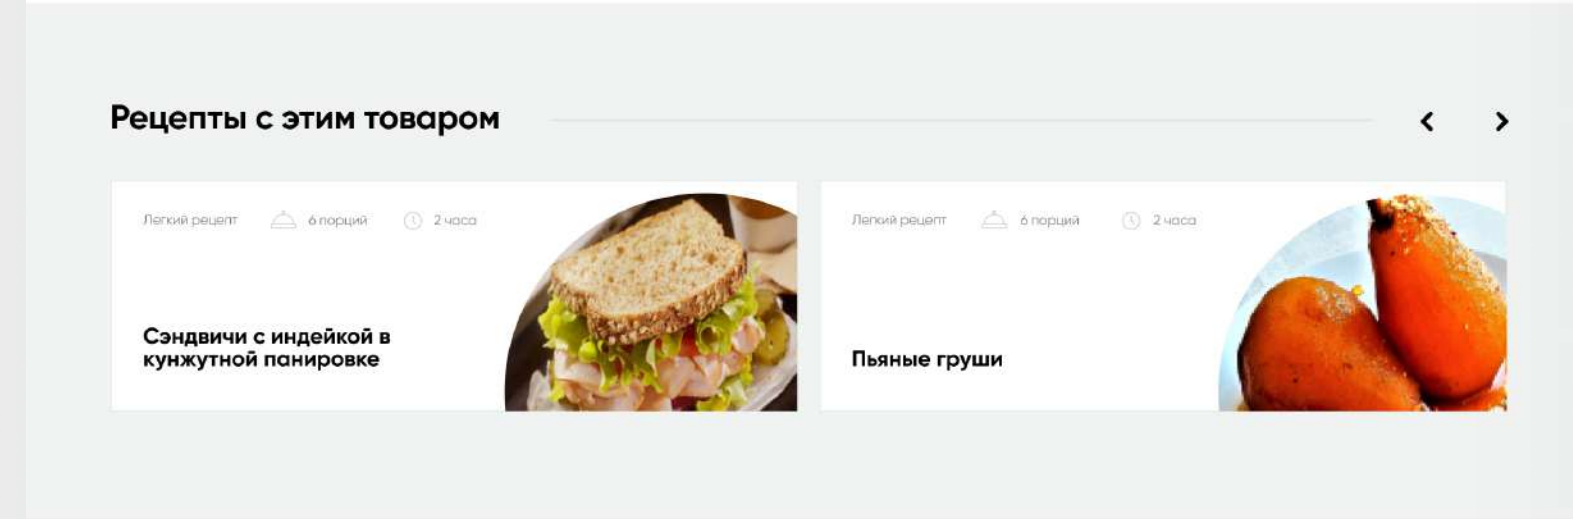 Рецепты с этим товаром
Легкий рецепт 6 порций 2 часа
Сэндвичи с индейкой в
кунжутной панировке
Легкий рецепт 6 порций 2 часа
Пьяные груши